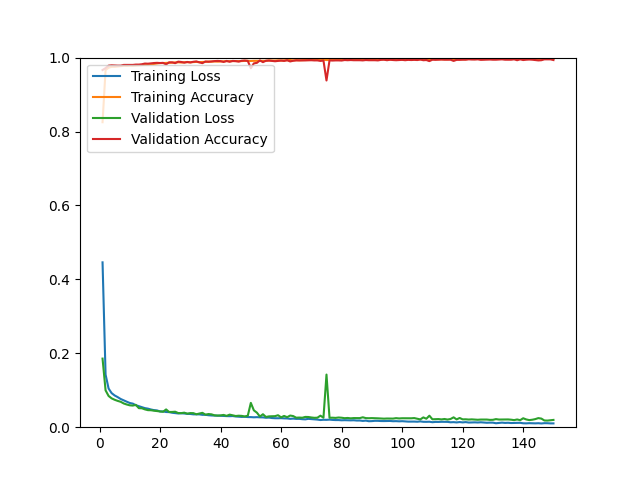 1.0
0.8
0.6
0.4
0.2
0.0
Training Loss
Training Accuracy
Validation Loss
Validation Accuracy
0 20 40 60 80 100 120 140